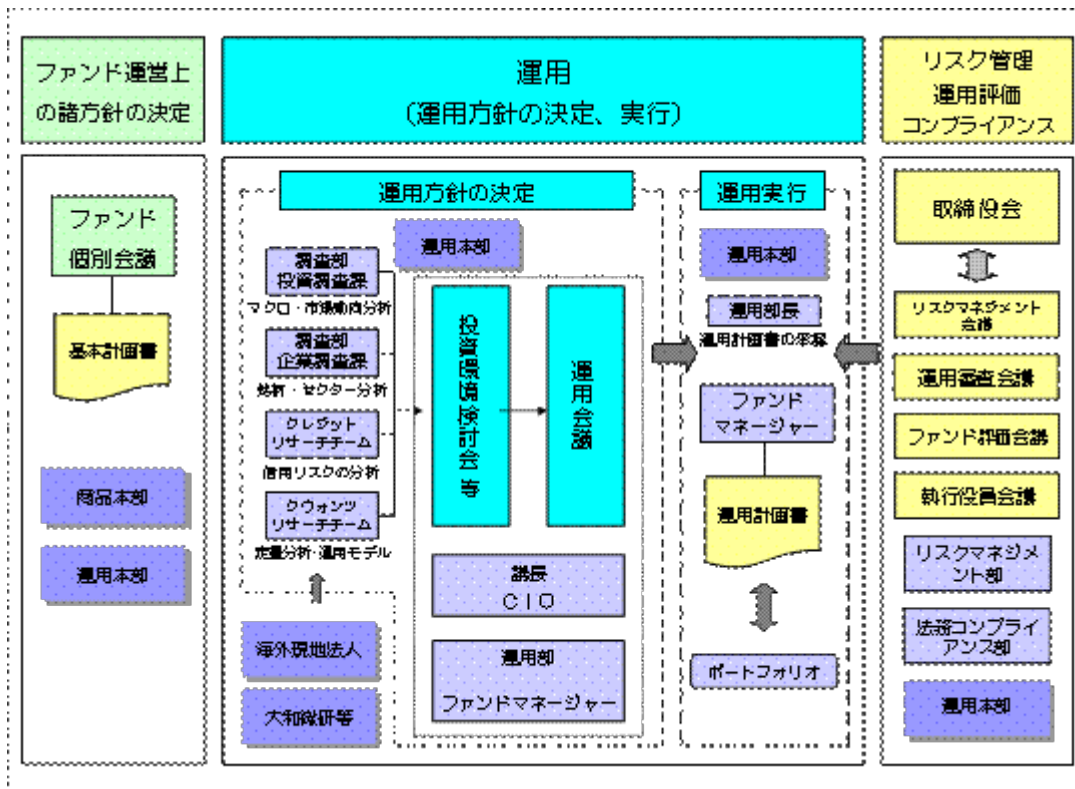 ファンド運営上
の諸方針の決定
運用
(運用方針の決定、実行)
リスク管理
運用評価
コンプライアンス
ファンド
個別会議
基本計画書
商品本部
運用本部
運用方針の決定
運用本部
調査部
投資調査課
マクロ・市場動向分析
調査部
企業調査課
銘柄・セクター分析
クレジット
リサーチチーム
信用リスクの分析
クウォンツ
リサーチチーム
定量分析・運用モデル
海外現地法人
大和総研等
投資環境検討会 等
運用会議
議長
CIO
運用部
ファンドマネージャー
運用実行
運用本部
運用部長
運用計画書の承認
ファンド
マネージャー
運用計画書
ポートフォリオ
取締役会
リスクマネジメント
会議
運用審査会議
ファンド評価会議
執行役員会議
リスクマネジメ
ント部
法務コンプライ
アンス部
運用本部